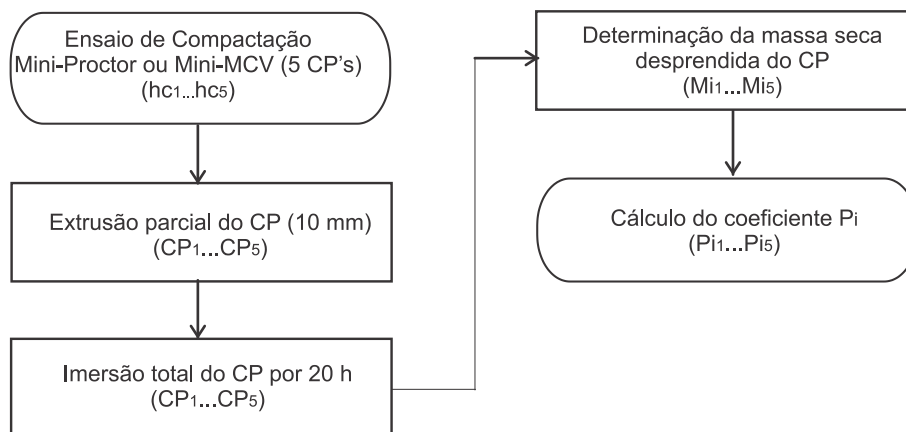 Ensaio de Compactação
Mini-Proctor ou Mini-MCV (5 CP's)
(hc1...hc5)
Extrusão parcial do CP (10 mm)
(CP1...CP5)
Imersão total do CP por 20 h
(CP1...CP5)
Determinação da massa seca
desprendida do CP
(Mi1...Mi5)
Cálculo do coeficiente Pi
(Pi1...Pi5)